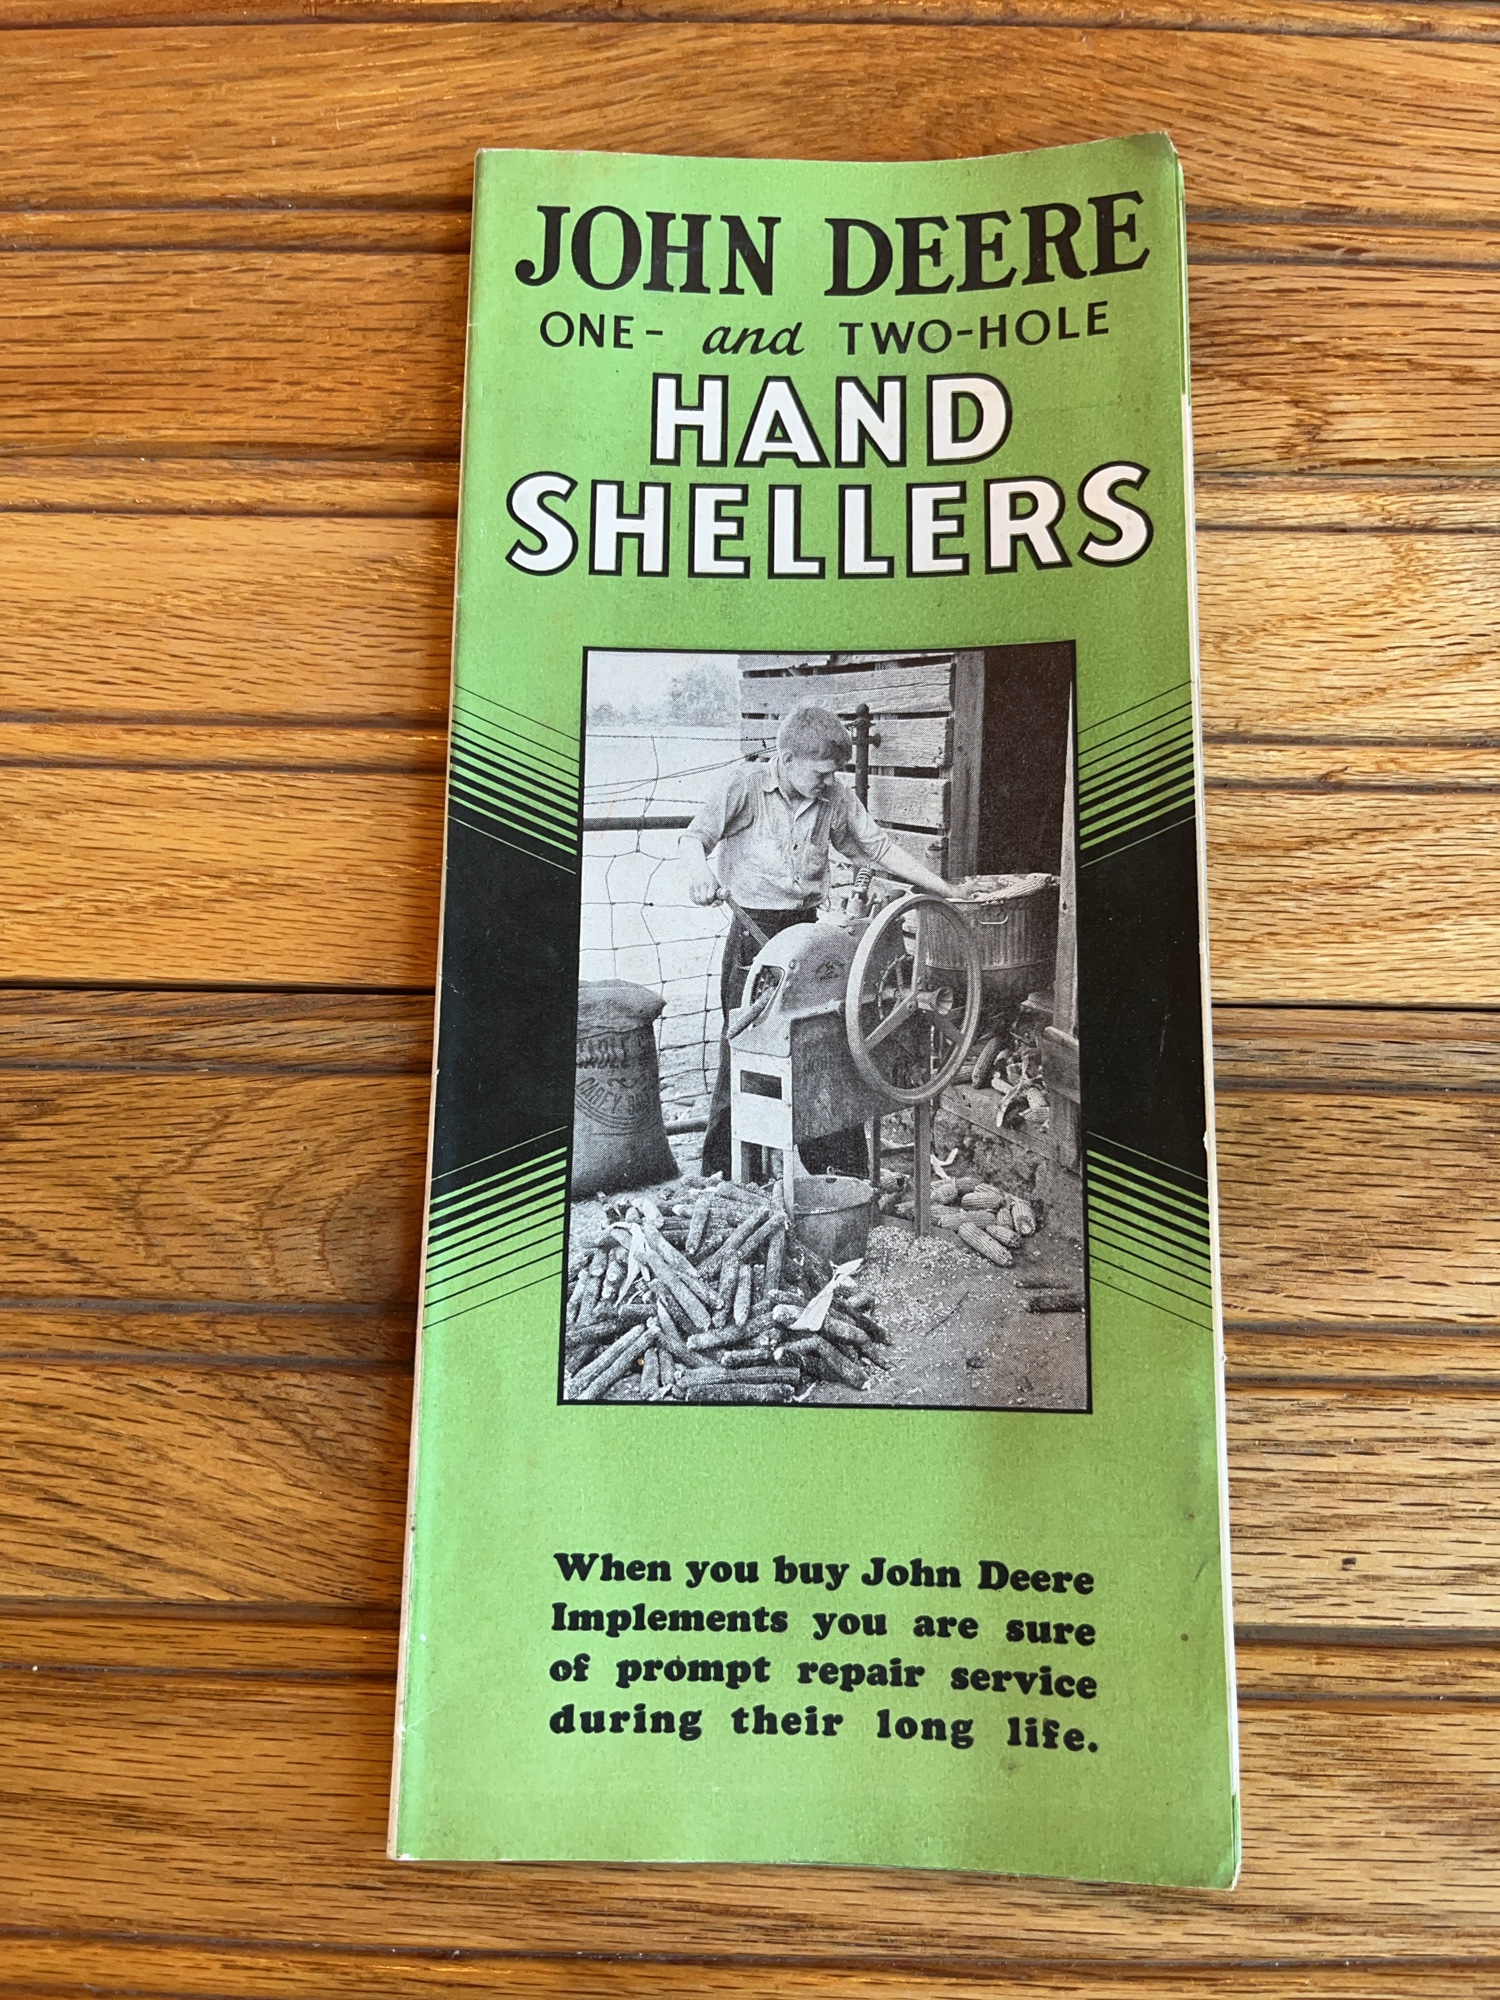 JOHN DEERE
ONE- and TWO-HOLE
HAND
SHELLERS
When you buy John Deere
Implements you are sure
of prompt repair service
during their long life.